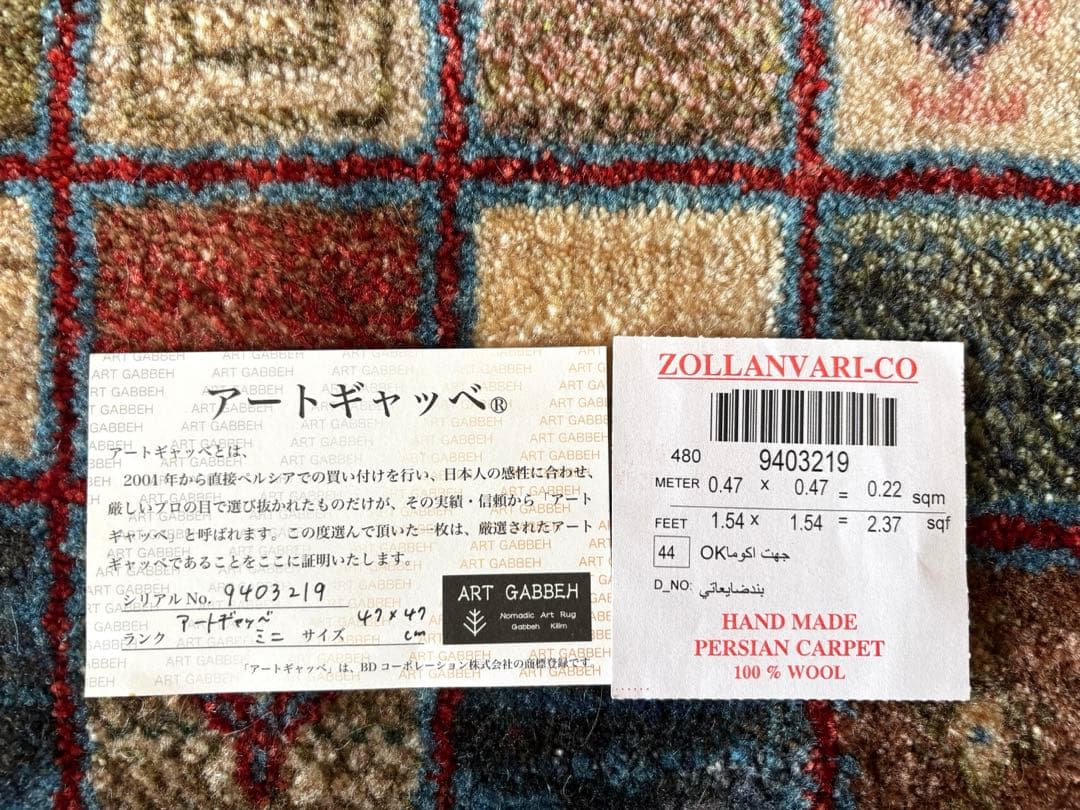 アートギャッベ®
アートギャッベとは、
2001年から直接ペルシアでの買い付けを行い、日本人の感性に合わせ、
厳しいプロの目で選び抜かれたものだけが、その実績・信頼から「アート
ギャッベ」と呼ばれます。この度選んで頂いた一枚は、厳選されたアート
ギャッベであることをここに証明いたします。
シリアルNo. 9403219
ランク アートギャッベ ミニ サイズ 47×47 cm
ART GABBEH
Nomadic Art Rug
Gabbeh Kilim
「アートギャッベ」は、BDコーポレーション株式会社の商標登録です。
ZOLLANVARI-CO
480 9403219
METER 0.47 x 0.47 = 0.22 sqm
FEET 1.54 x 1.54 = 2.37 sqf
44 OK جهت اكوما
D_NO: بندضايعاتي
HAND MADE
PERSIAN CARPET
100 % WOOL